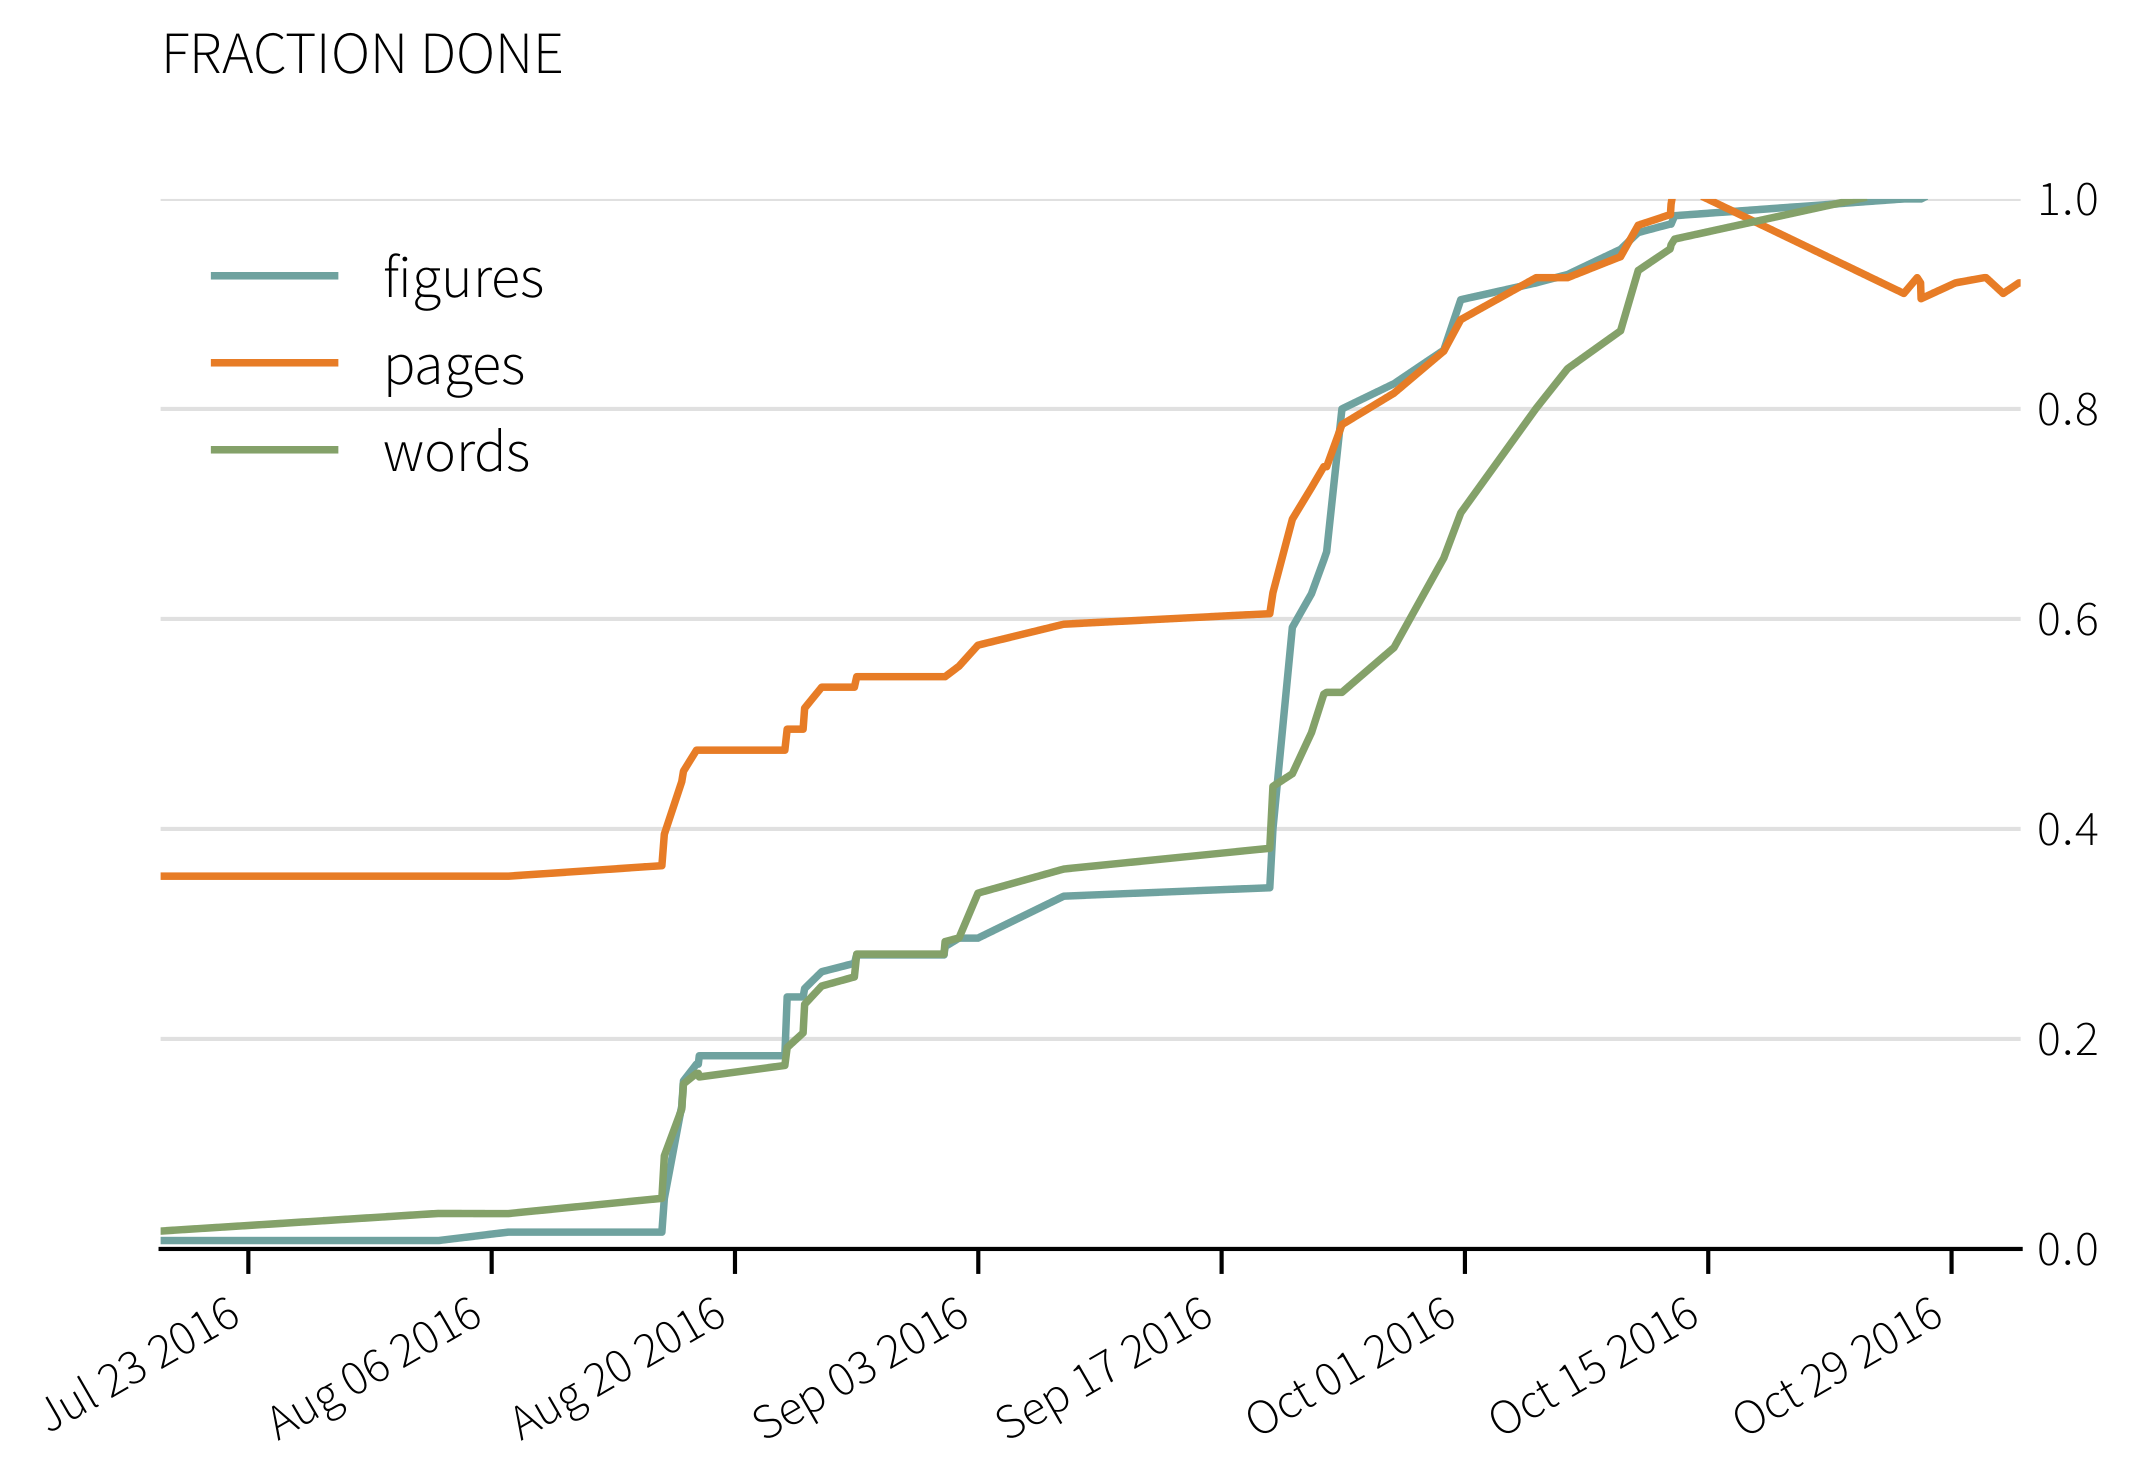 FRACTION DONE
figures
pages
words
1.0
0.8
0.6
0.4
0.2
0.0
Jul 23 2016
Aug 06 2016
Aug 20 2016
Sep 03 2016
Sep 17 2016
Oct 01 2016
Oct 15 2016
Oct 29 2016